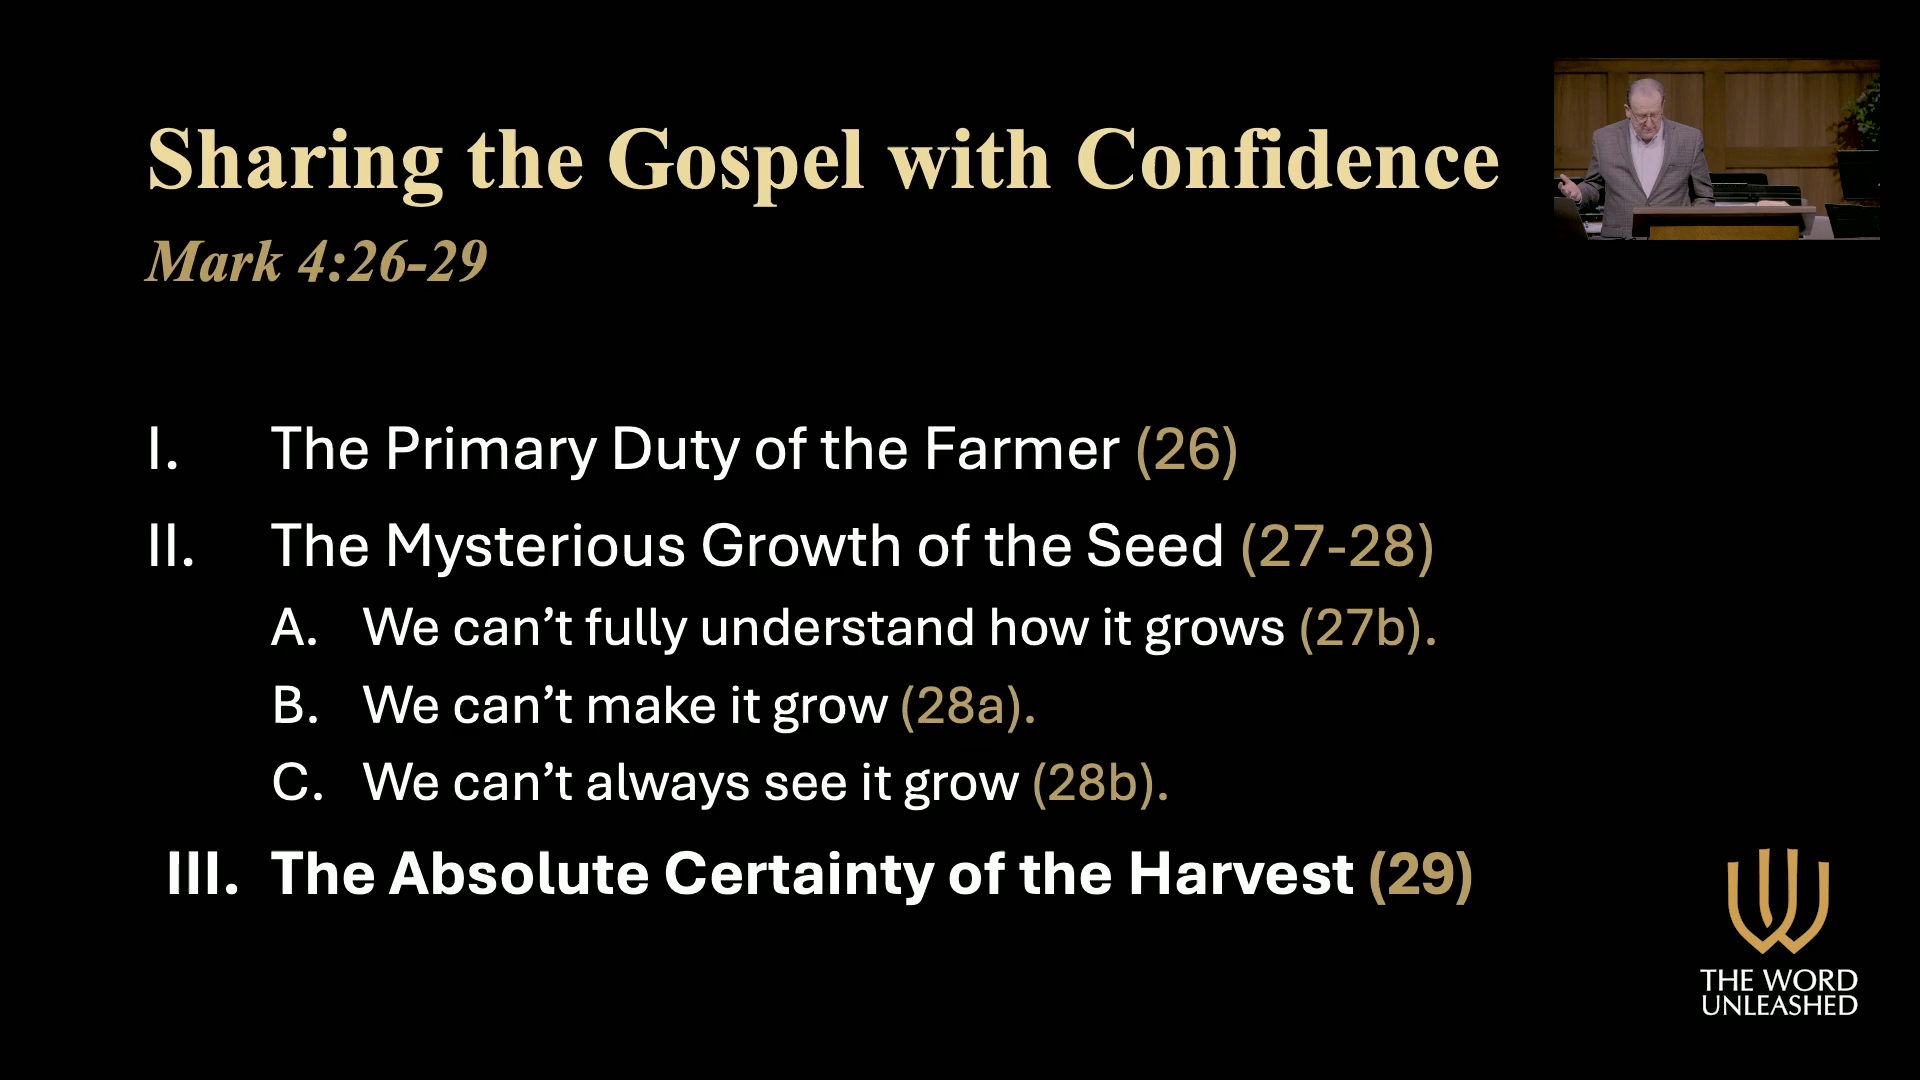 Sharing the Gospel with Confidence
Mark 4:26-29
I. The Primary Duty of the Farmer (26)
II. The Mysterious Growth of the Seed (27-28)
A. We can’t fully understand how it grows (27b).
B. We can’t make it grow (28a).
C. We can’t always see it grow (28b).
III. The Absolute Certainty of the Harvest (29)
THE WORD
UNLEASHED